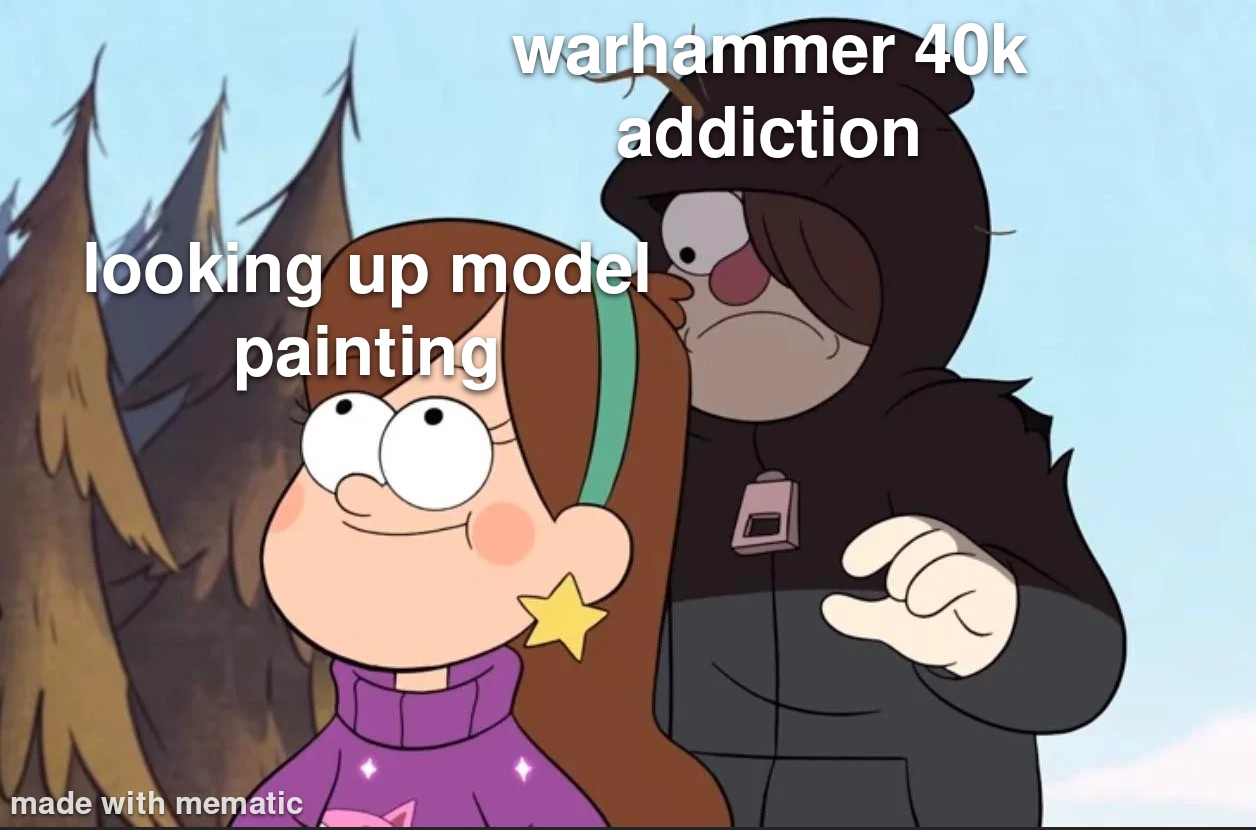 warhammer 40k
addiction
looking up model
painting
made with mematic